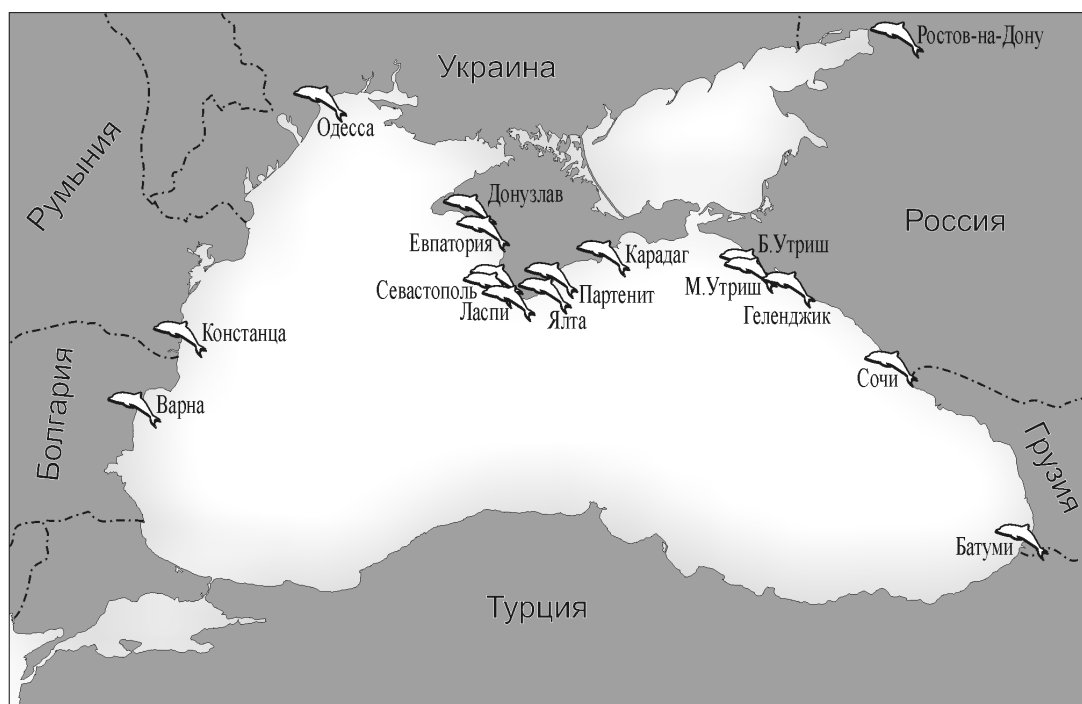 Ростов-на-Дону
Украина
Одесса
Румыния
Донузлав
Россия
Евпатория
Б.Утриш
Карадаг
Севастополь
М.Утриш
Партенит
Ласпи
Ялта
Геленджик
Констанца
Сочи
Варна
Болгария
Грузия
Батуми
Турция